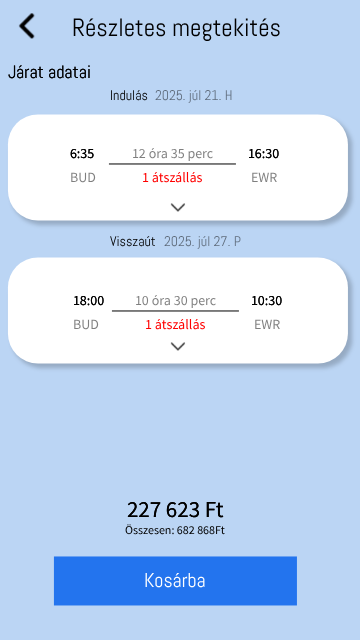 Részletes megtekités
Járat adatai
Indulás 2025. júl 21. H
6:35 12 óra 35 perc 16:30
BUD 1 átszállás EWR
Visszaút 2025. júl 27. P
18:00 10 óra 30 perc 10:30
BUD 1 átszállás EWR
227 623 Ft
Összesen: 682 868Ft
Kosárba